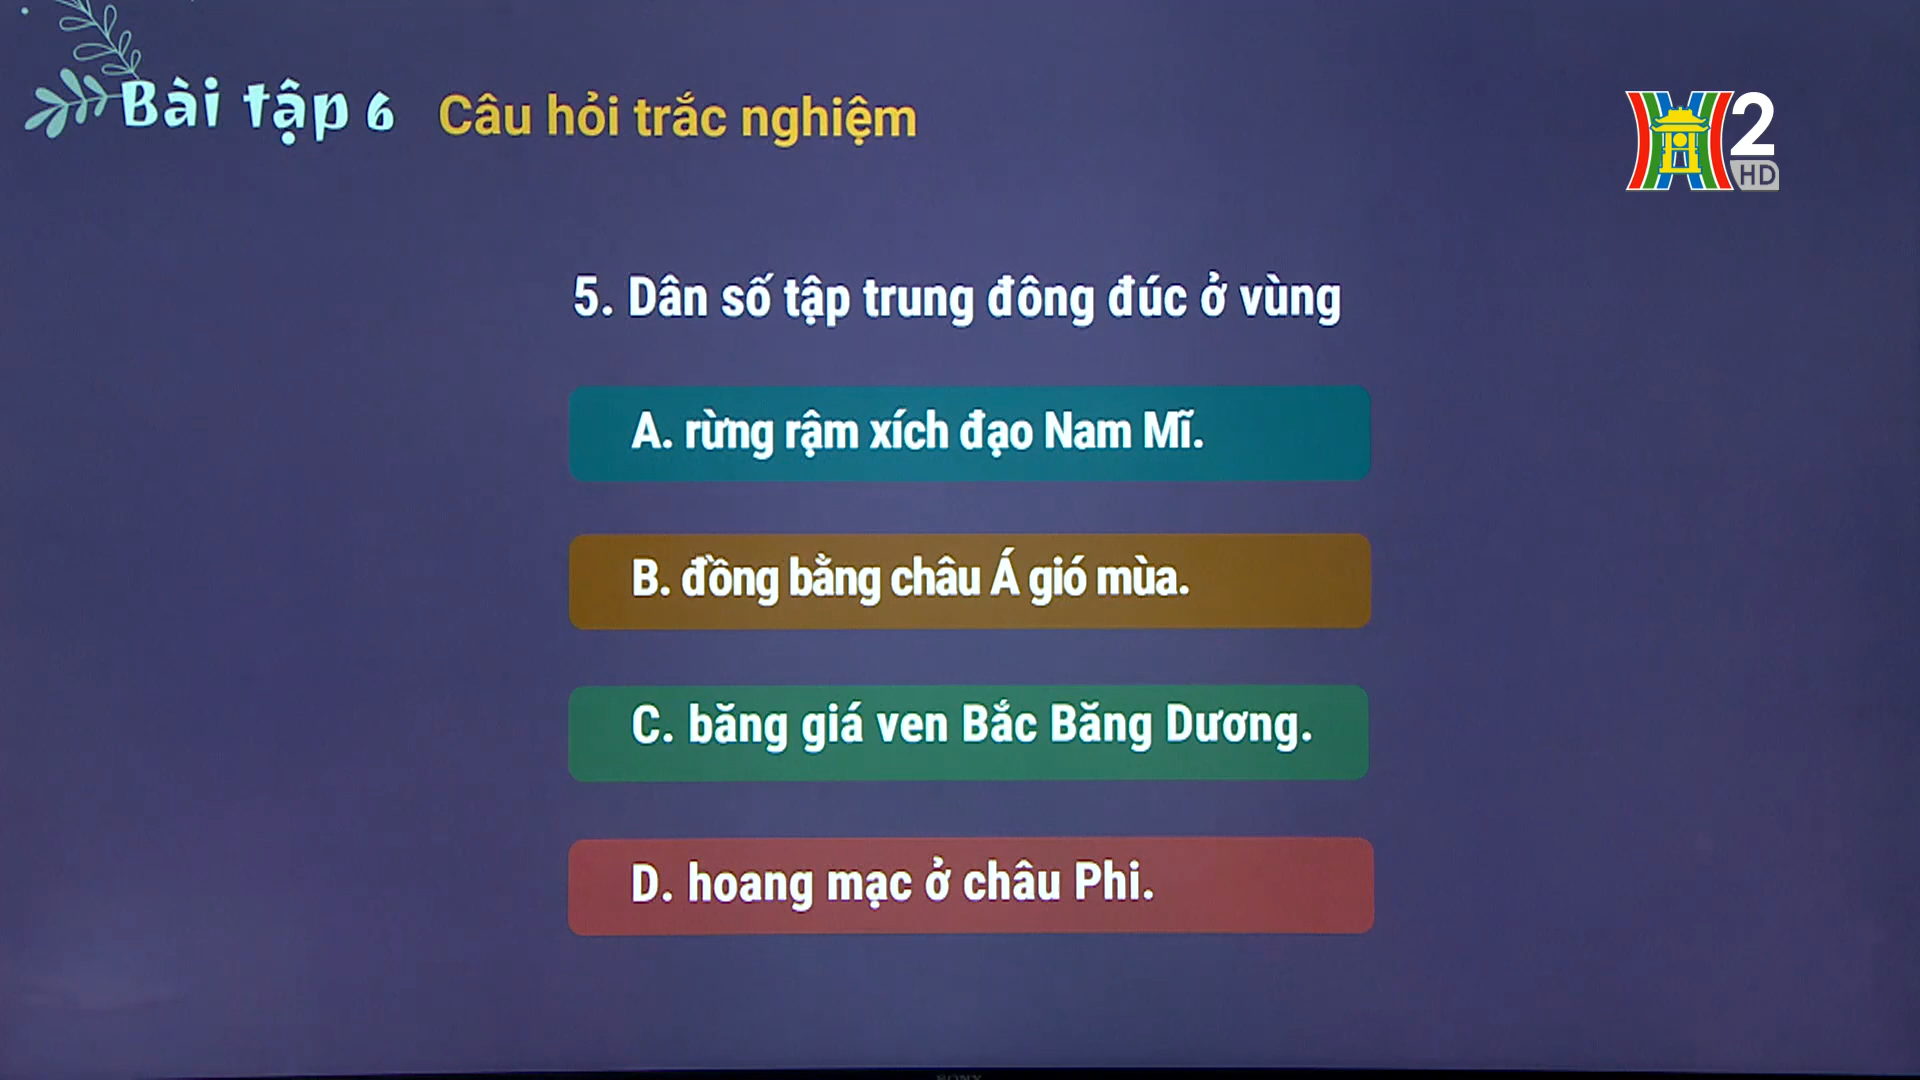 Bài tập 6 Câu hỏi trắc nghiệm
2
HD
5. Dân số tập trung đông đúc ở vùng
A. rừng rậm xích đạo Nam Mĩ.
B. đồng bằng châu Á gió mùa.
C. băng giá ven Bắc Băng Dương.
D. hoang mạc ở châu Phi.
SONY